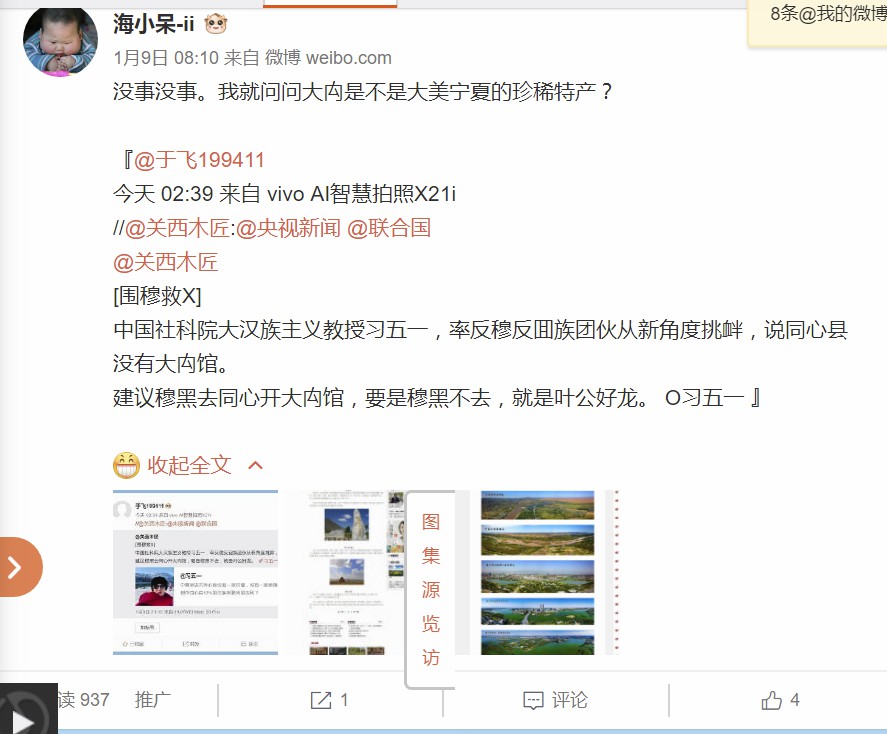 8条@我的微博
海小呆-ii
1月9日 08:10 来自 微博 weibo.com
没事没事。我就问问大禸是不是大美宁夏的珍稀特产？
『@于飞199411
今天 02:39 来自 vivo AI智慧拍照X21i
//@关西木匠:@央视新闻 @联合国
@关西木匠
[围穆救X]
中国社科院大汉族主义教授习五一，率反穆反囬族团伙从新角度挑衅，说同心县
没有大禸馆。
建议穆黑去同心开大禸馆，要是穆黑不去，就是叶公好龙。 O习五一 』
收起全文
图
集
源
览
访
读 937
推广
1
评论
4